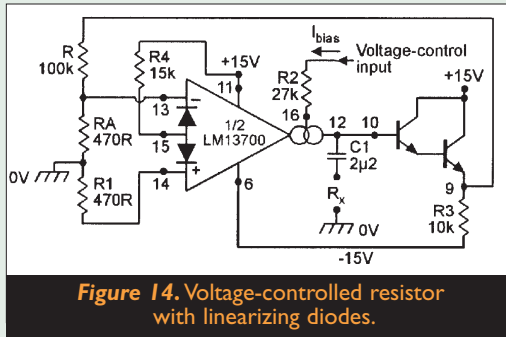 I_bias
Voltage-control
input
R
100k
R4
15k
+15V
11
R2
27k
+15V
13
16
1/2
LM13700
12
10
RA
470R
15
C1
2µ2
0V
R1
470R
14
6
9
R_x
0V
R3
10k
-15V
Figure 14. Voltage-controlled resistor
with linearizing diodes.